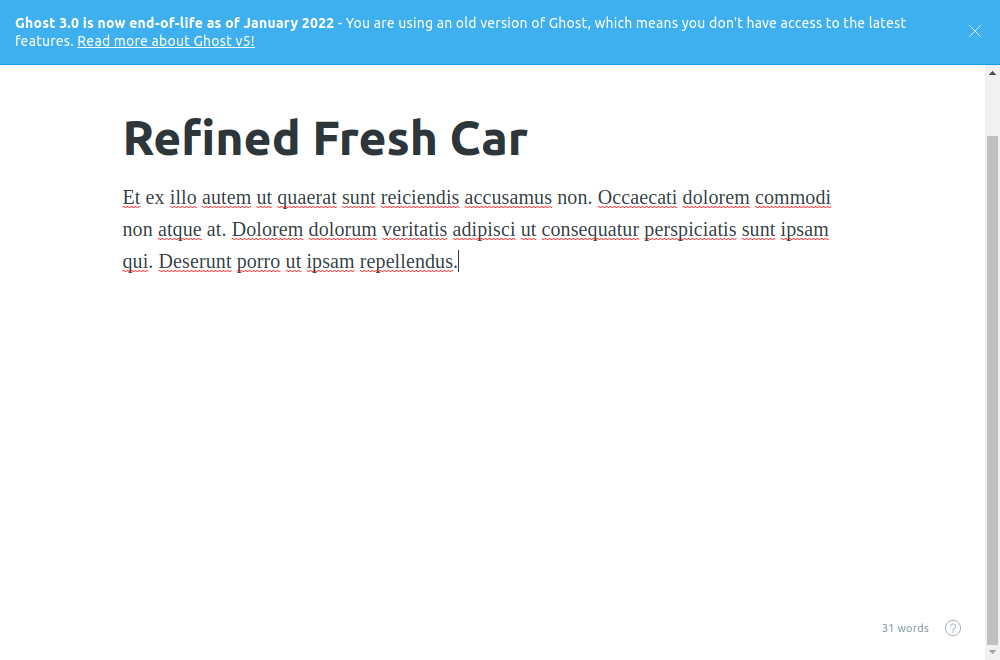 Ghost 3.0 is now end-of-life as of January 2022 - You are using an old version of Ghost, which means you don't have access to the latest
features. Read more about Ghost v5!
Refined Fresh Car
Et ex illo autem ut quaerat sunt reiciendis accusamus non. Occaecati dolorem commodi
non atque at. Dolorem dolorum veritatis adipisci ut consequatur perspiciatis sunt ipsam
qui. Deserunt porro ut ipsam repellendus.
31 words